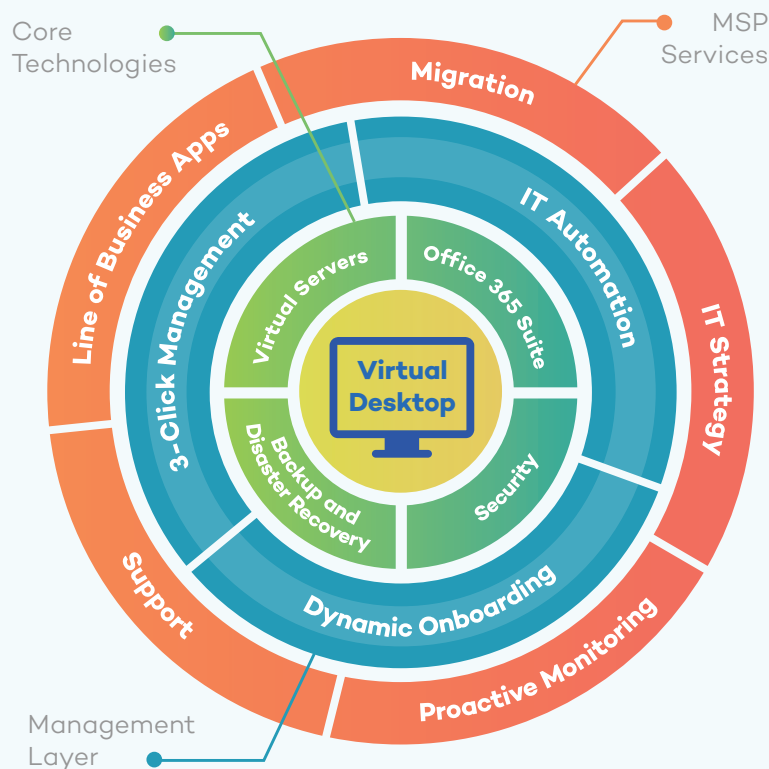 Core
Technologies
MSP
Services
Migration
Line of Business Apps
IT Automation
3-Click Management
Virtual Servers
Office 365 Suite
IT Strategy
Virtual
Desktop
Backup and
Disaster Recovery
Security
Support
Dynamic Onboarding
Proactive Monitoring
Management
Layer